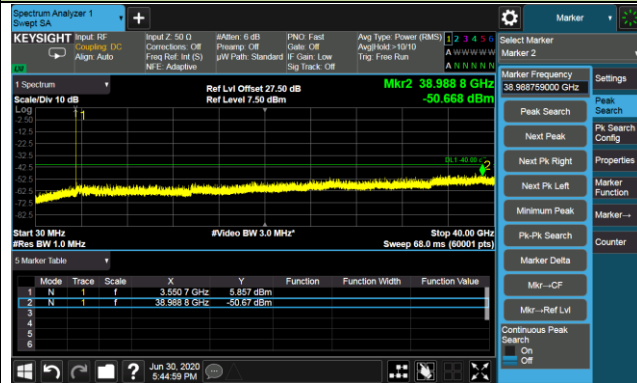 Spectrum Analyzer 1
Swept SA
+
Marker
KEYSIGHT
Input: RF
Coupling: DC
Align: Auto
Input Z: 50 Ω
Corrections: Off
Freq Ref: Int (S)
NFE: Adaptive
#Atten: 6 dB
Preamp: Off
µW Path: Standard
PNO: Fast
Gate: Off
IF Gain: Low
Sig Track: Off
Avg Type: Power (RMS)
Avg|Hold >10/10
Trig: Free Run
1 2 3 4 5 6
A W W W W W
A N N N N N
Select Marker
Marker 2
1 Spectrum
Scale/Div 10 dB
Ref Lvl Offset 27.50 dB
Ref Level 7.50 dBm
Mkr2 38.988 8 GHz
-50.668 dBm
Log
-2.50
-12.5
-22.5
-32.5
-42.5
-52.5
-62.5
-72.5
-82.5
1
DL1 -40.00
2
Start 30 MHz
#Res BW 1.0 MHz
#Video BW 3.0 MHz*
Stop 40.00 GHz
Sweep 68.0 ms (60001 pts)
5 Marker Table
Mode Trace Scale X Y Function Function Width Function Value
1 N 1 f 3.550 7 GHz 5.857 dBm
2 N 1 f 38.988 8 GHz -50.67 dBm
3
4
5
6
Marker Frequency
38.988759000 GHz
Peak Search
Next Peak
Next Pk Right
Next Pk Left
Minimum Peak
Pk-Pk Search
Marker Delta
Mkr→CF
Mkr→Ref Lvl
Continuous Peak
Search
On
Off
Settings
Peak
Search
Pk Search
Config
Properties
Marker
Function
Marker→
Counter
?
Jun 30, 2020
5:44:59 PM